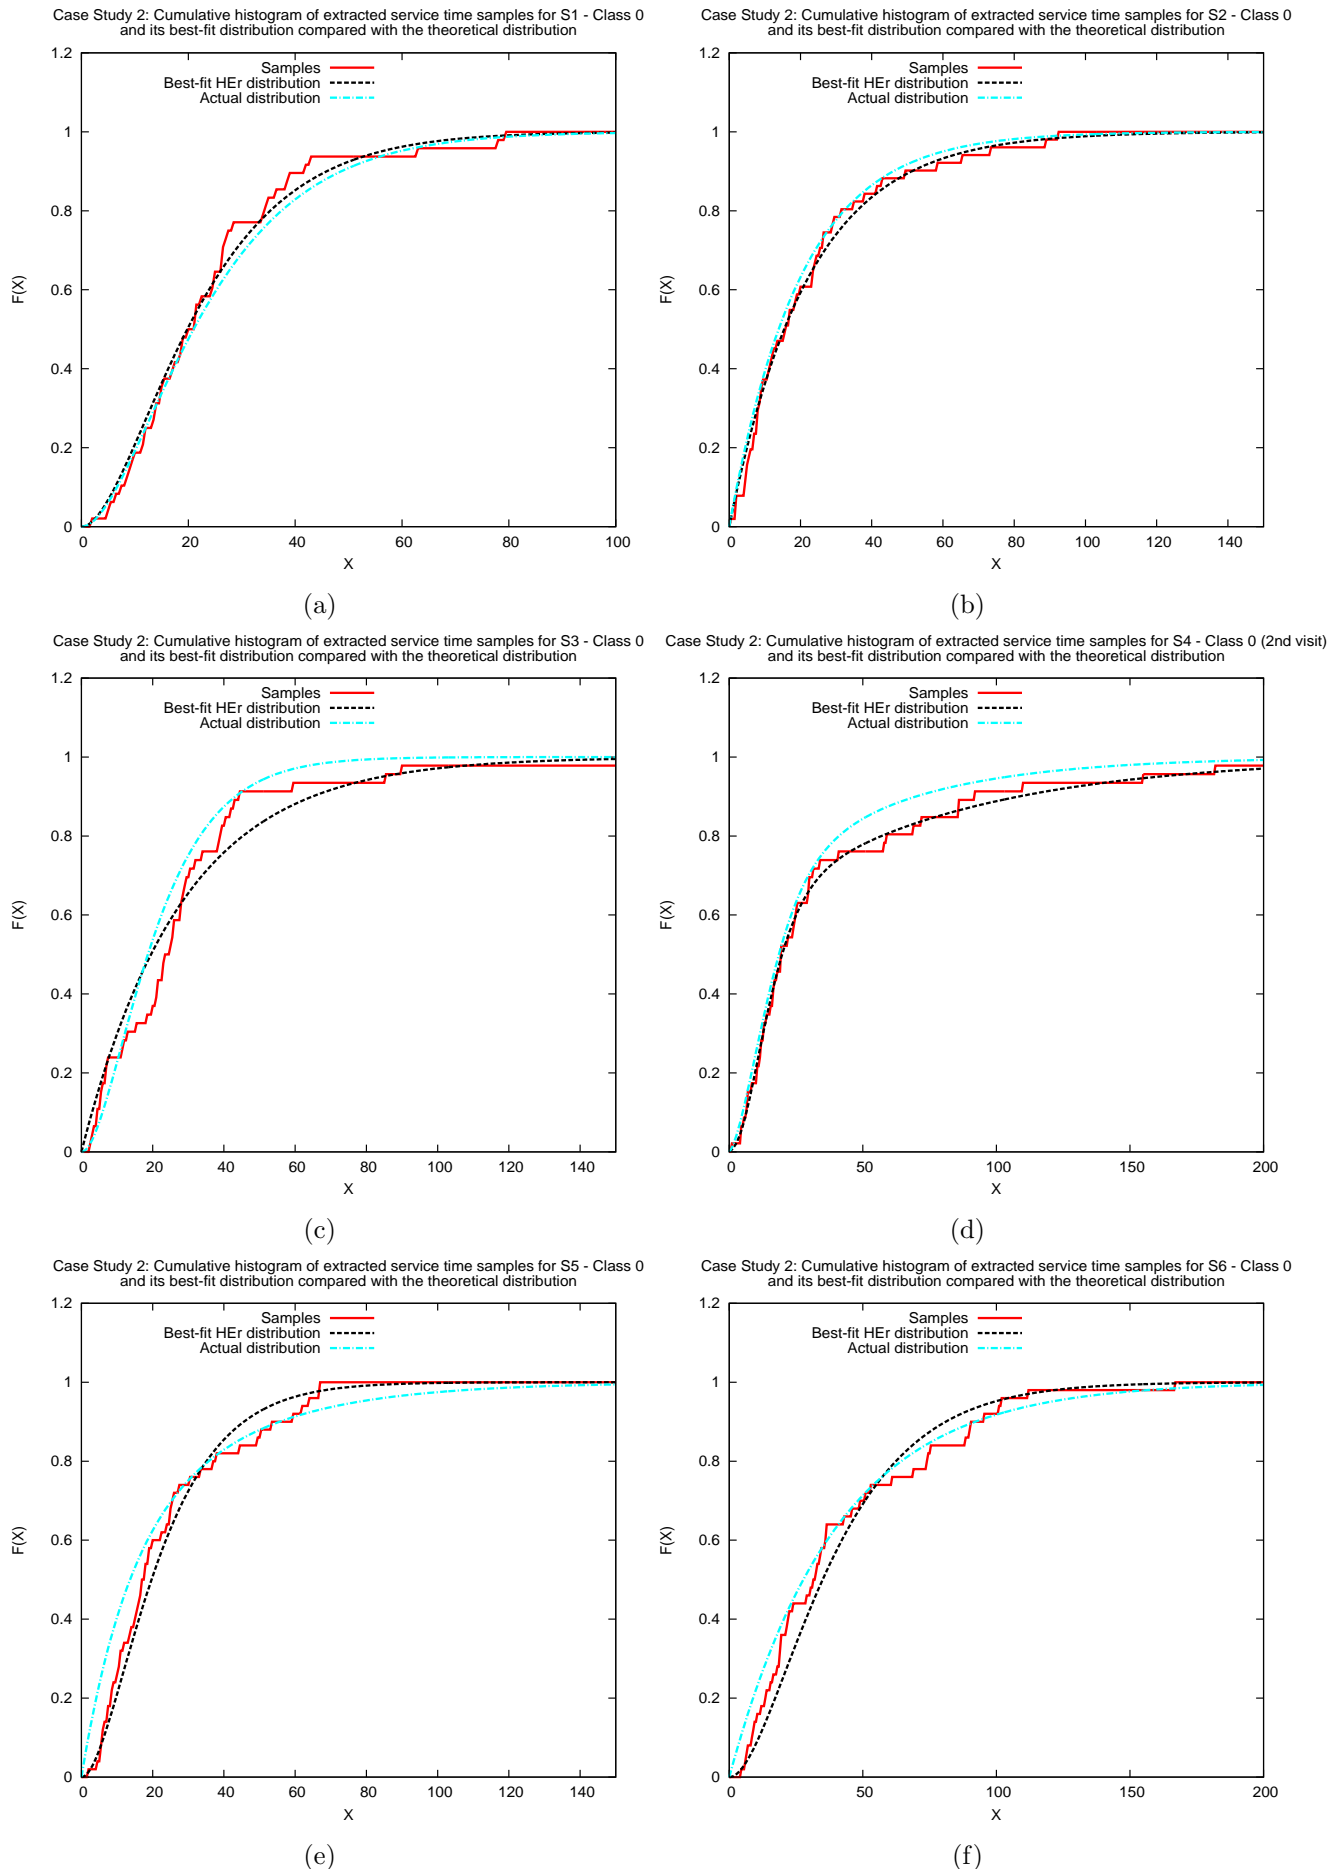 Case Study 2: Cumulative histogram of extracted service time samples for S1 - Class 0
and its best-fit distribution compared with the theoretical distribution
1.2
1
0.8
0.6
0.4
0.2
0
F(X)
Samples
Best-fit HEr distribution
Actual distribution
0 20 40 60 80 100
X
(a)
Case Study 2: Cumulative histogram of extracted service time samples for S2 - Class 0
and its best-fit distribution compared with the theoretical distribution
1.2
1
0.8
0.6
0.4
0.2
0
F(X)
Samples
Best-fit HEr distribution
Actual distribution
0 20 40 60 80 100 120 140
X
(b)
Case Study 2: Cumulative histogram of extracted service time samples for S3 - Class 0
and its best-fit distribution compared with the theoretical distribution
1.2
1
0.8
0.6
0.4
0.2
0
F(X)
Samples
Best-fit HEr distribution
Actual distribution
0 20 40 60 80 100 120 140
X
(c)
Case Study 2: Cumulative histogram of extracted service time samples for S4 - Class 0 (2nd visit)
and its best-fit distribution compared with the theoretical distribution
1.2
1
0.8
0.6
0.4
0.2
0
F(X)
Samples
Best-fit HEr distribution
Actual distribution
0 50 100 150 200
X
(d)
Case Study 2: Cumulative histogram of extracted service time samples for S5 - Class 0
and its best-fit distribution compared with the theoretical distribution
1.2
1
0.8
0.6
0.4
0.2
0
F(X)
Samples
Best-fit HEr distribution
Actual distribution
0 20 40 60 80 100 120 140
X
(e)
Case Study 2: Cumulative histogram of extracted service time samples for S6 - Class 0
and its best-fit distribution compared with the theoretical distribution
1.2
1
0.8
0.6
0.4
0.2
0
F(X)
Samples
Best-fit HEr distribution
Actual distribution
0 50 100 150 200
X
(f)